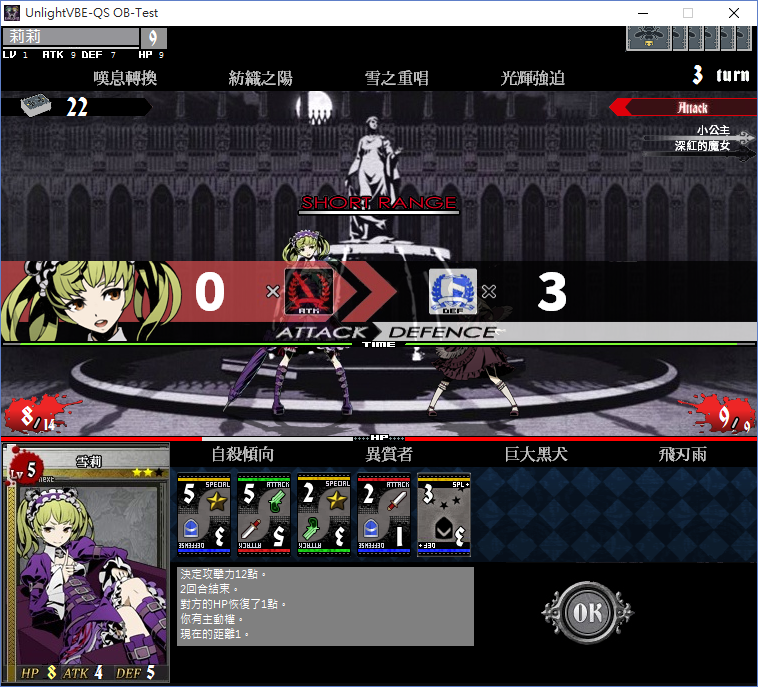 UnlightVBE-QS OB-Test
莉莉 9
LV 1 ATK 9 DEF 7 HP 9
嘆息轉換 紡織之陽 雪之重唱 光輝強迫 3 turn
22
Attack
小公主
深紅的魔女
SHORT RANGE
0 × ATK DEF × 3
ATTACK DEFENCE
TIME
8/14 9/9
HP
自殺傾向 異質者 巨大黑犬 飛刃雨
Lv 5 雪莉
next
SPECIAL ATTACK SPECIAL ATTACK SPL+
5 5 2 2 3
3 5 3 1 3
DEFENSE ATTACK ATTACK DEFENSE DEF+
決定攻擊力12點。
2回合結束。
對方的HP恢復了1點。
你有主動權。
現在的距離1。
OK
HP 8 ATK 4 DEF 5